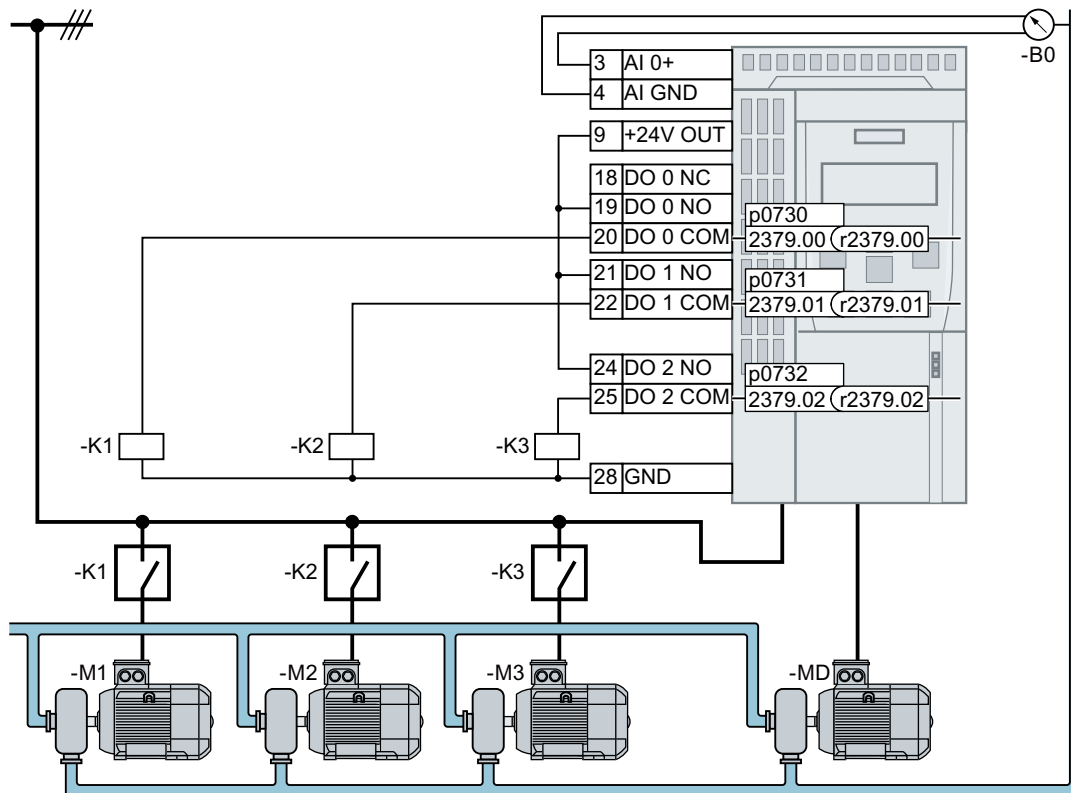 -B0
3 AI 0+
4 AI GND
9 +24V OUT
18 DO 0 NC
19 DO 0 NO
p0730
20 DO 0 COM 2379.00 r2379.00
21 DO 1 NO
p0731
22 DO 1 COM 2379.01 r2379.01
24 DO 2 NO
p0732
25 DO 2 COM 2379.02 r2379.02
-K1 -K2 -K3
28 GND
-K1 -K2 -K3
-M1 -M2 -M3 -MD